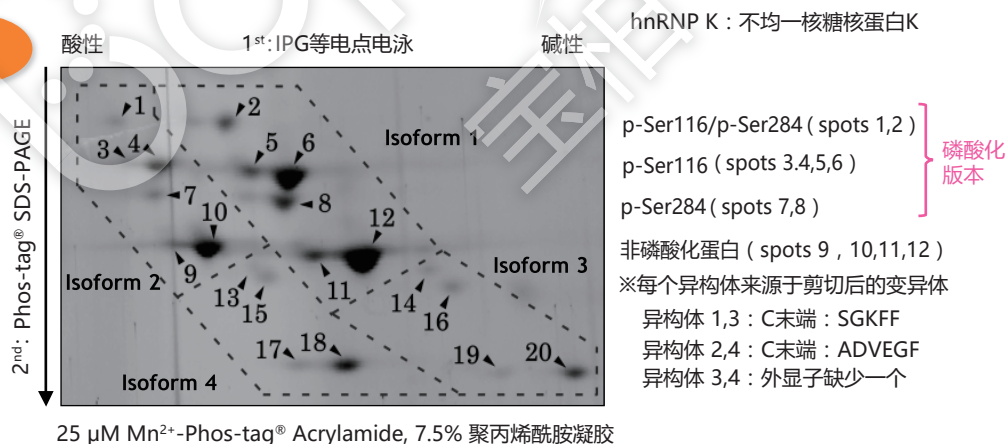 hnRNP K：不均一核糖核蛋白K
酸性
1st:IPG等电点电泳
碱性
2nd: Phos-tag® SDS-PAGE
1
2
Isoform 1
3
4
5
6
7
8
10
12
9
Isoform 2
13
15
11
14
16
Isoform 3
17
18
19
20
Isoform 4
25 μM Mn2+-Phos-tag® Acrylamide, 7.5% 聚丙烯酰胺凝胶
p-Ser116/p-Ser284（spots 1,2）
p-Ser116（spots 3.4,5,6）
p-Ser284（spots 7,8）
磷酸化
版本
非磷酸化蛋白（spots 9，10,11,12）
※每个异构体来源于剪切后的变异体
异构体 1,3：C末端：SGKFF
异构体 2,4：C末端：ADVEGF
异构体 3,4：外显子缺少一个